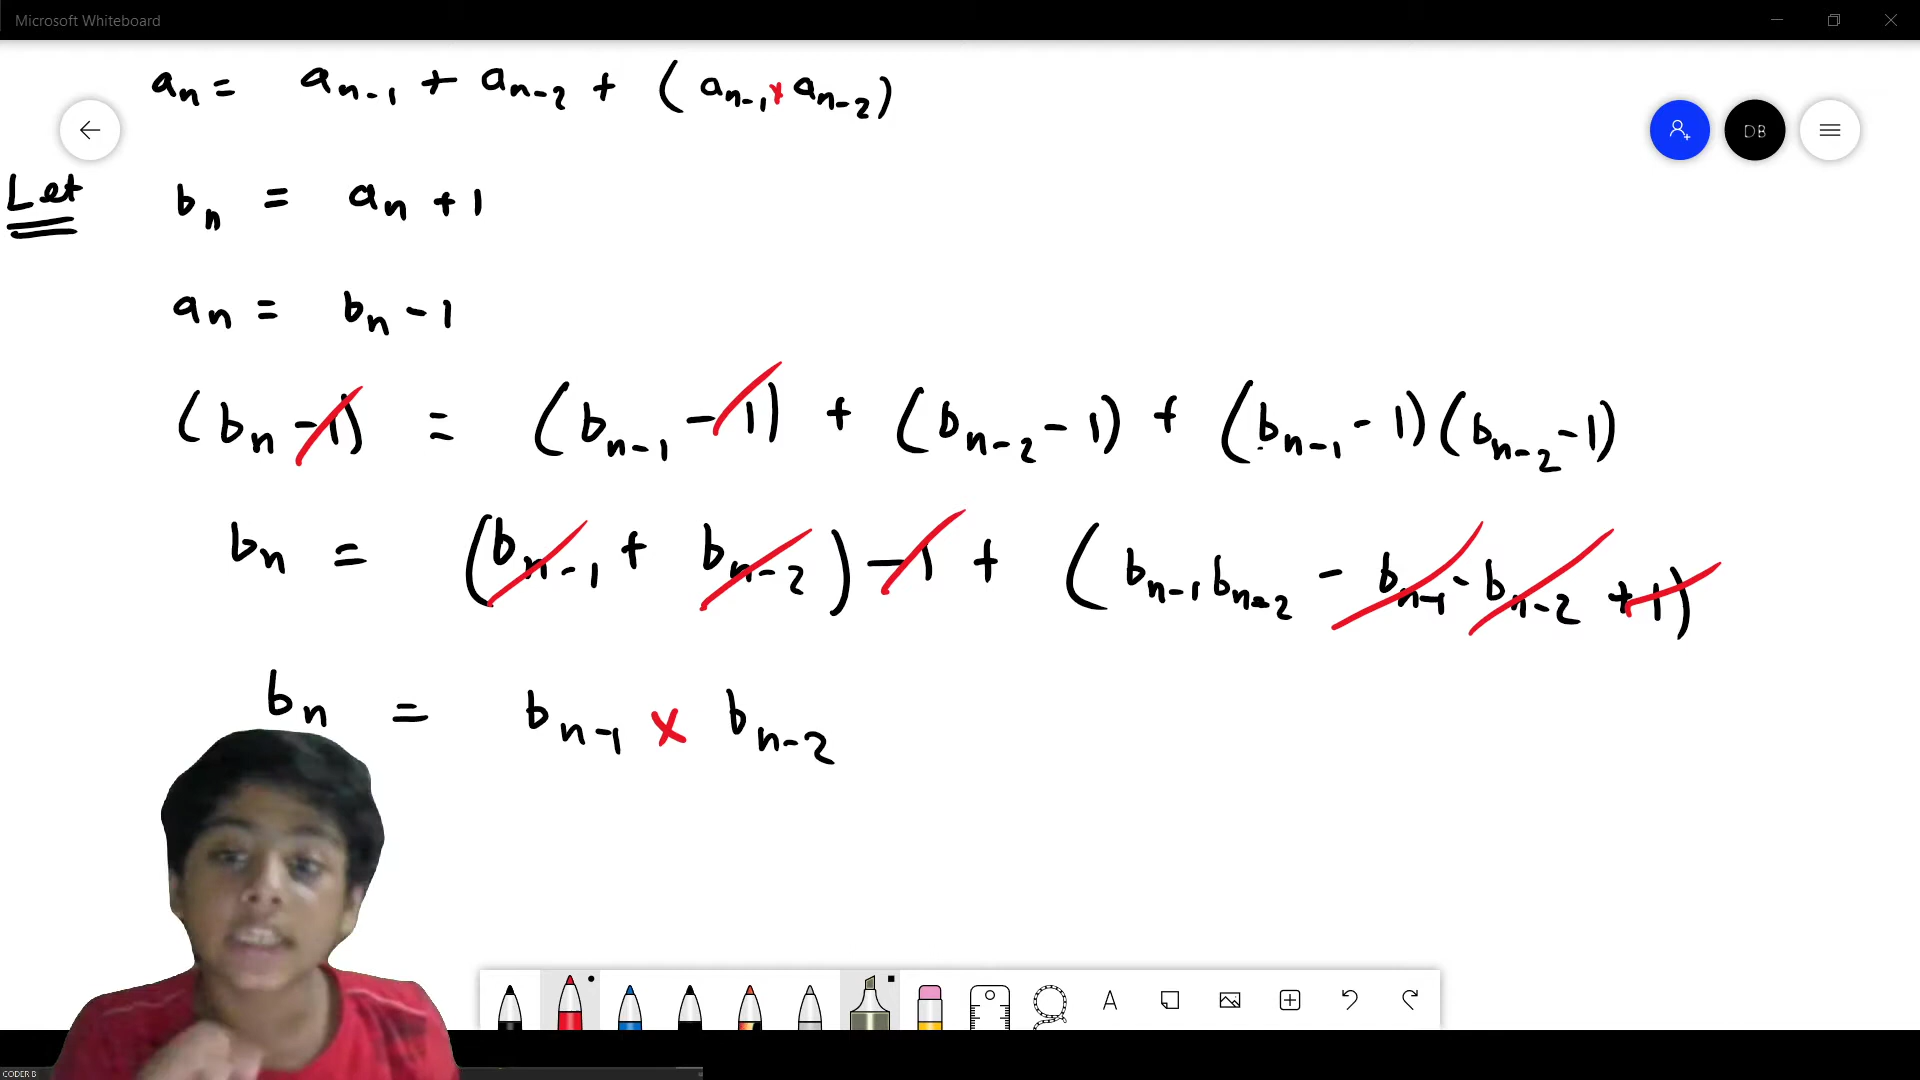 Microsoft Whiteboard
aₙ = aₙ₋₁ + aₙ₋₂ + (aₙ₋₁ × aₙ₋₂)
DB
Let bₙ = aₙ + 1
aₙ = bₙ - 1
(bₙ - 1) = (bₙ₋₁ - 1) + (bₙ₋₂ - 1) + (bₙ₋₁ - 1)(bₙ₋₂ - 1)
bₙ = (bₙ₋₁ + bₙ₋₂) - 1 + (bₙ₋₁bₙ₋₂ - bₙ₋₁ - bₙ₋₂ + 1)
bₙ = bₙ₋₁ × bₙ₋₂
A
CODER B